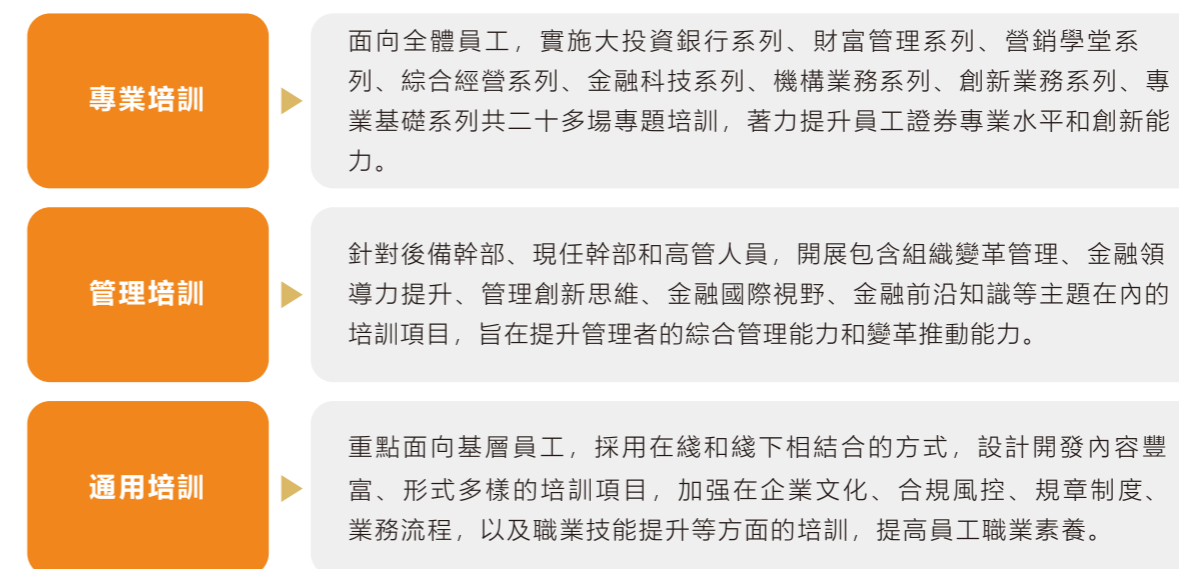 專業培訓
面向全體員工，實施大投資銀行系列、財富管理系列、營銷學堂系
列、綜合經營系列、金融科技系列、機構業務系列、創新業務系列、專
業基礎系列共二十多場專題培訓，著力提升員工證券專業水平和創新能
力。
管理培訓
針對後備幹部、現任幹部和高管人員，開展包含組織變革管理、金融領
導力提升、管理創新思維、金融國際視野、金融前沿知識等主題在內的
培訓項目，旨在提升管理者的綜合管理能力和變革推動能力。
通用培訓
重點面向基層員工，採用在綫和綫下相結合的方式，設計開發內容豐
富、形式多樣的培訓項目，加强在企業文化、合規風控、規章制度、
業務流程，以及職業技能提升等方面的培訓，提高員工職業素養。